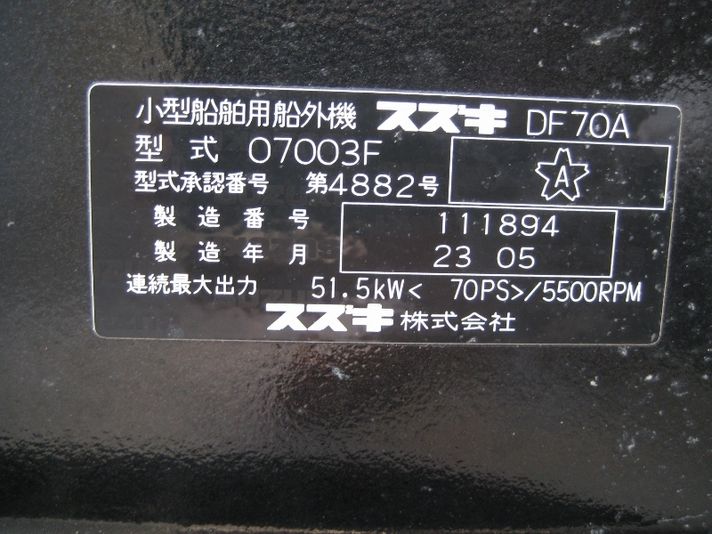 小型船舶用船外機 スズキ DF70A
型式 07003F
A
型式承認番号 第4882号
製造番号 111894
製造年月 23 05
連続最大出力 51.5kW< 70PS>/5500RPM
スズキ株式会社